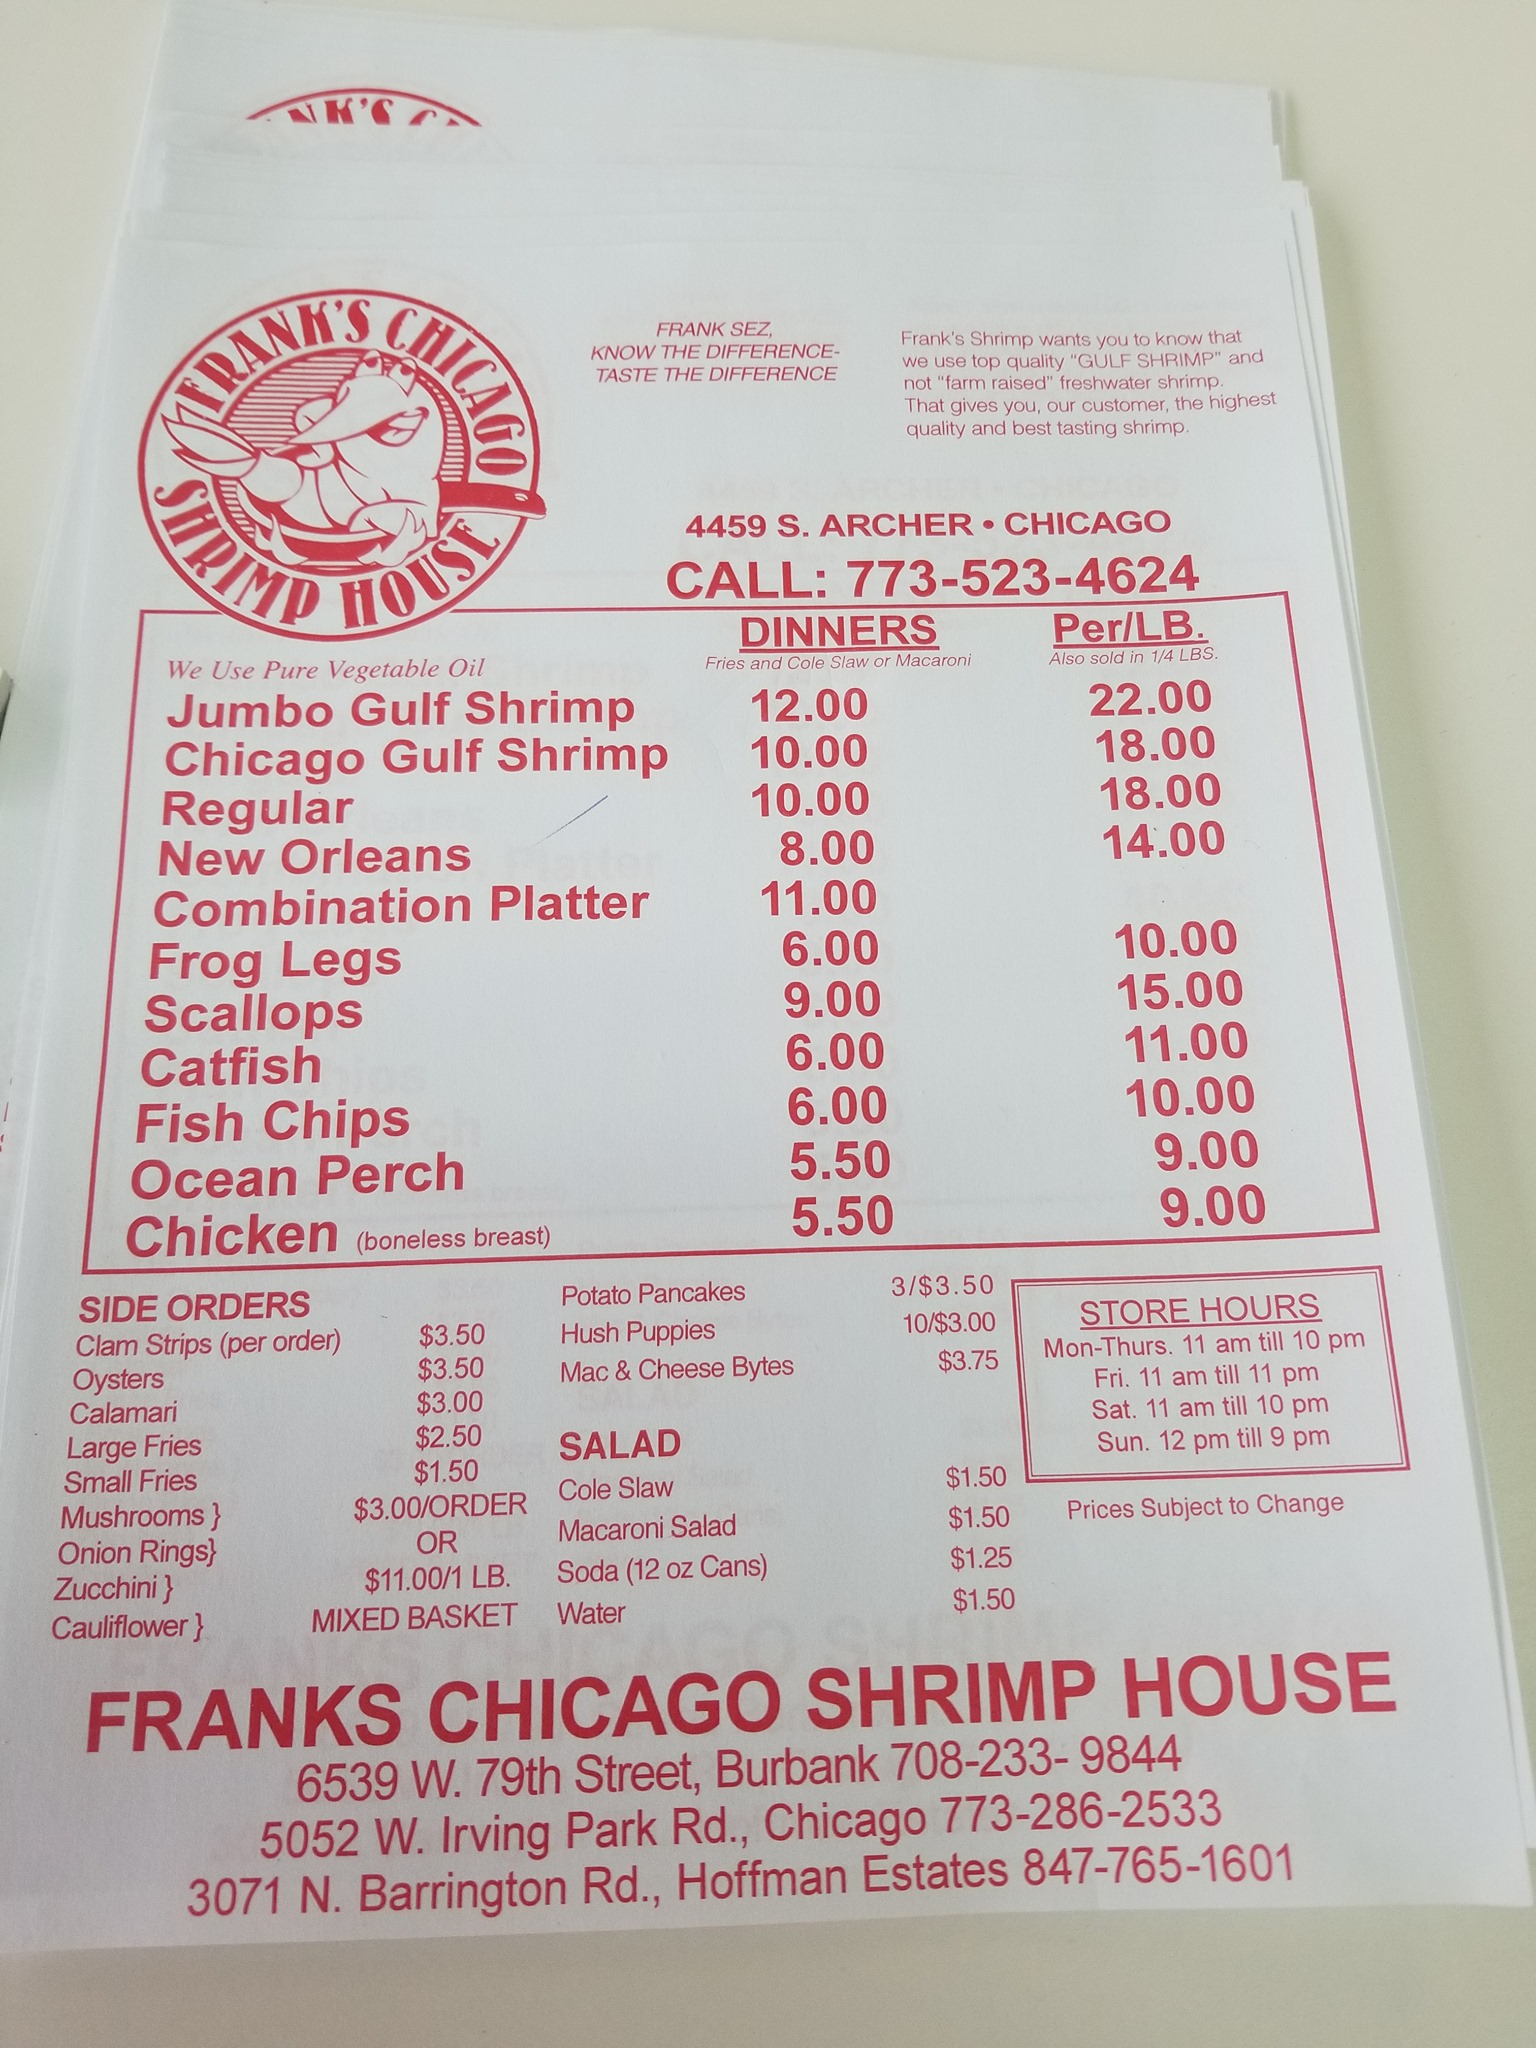 NK'S C
FRANK'S CHICAGO
SHRIMP HOUSE
FRANK SEZ,
KNOW THE DIFFERENCE-
TASTE THE DIFFERENCE
Frank's Shrimp wants you to know that
we use top quality "GULF SHRIMP" and
not "farm raised" freshwater shrimp.
That gives you, our customer, the highest
quality and best tasting shrimp.
4459 S. ARCHER • CHICAGO
CALL: 773-523-4624
DINNERS Per/LB.
We Use Pure Vegetable Oil Fries and Cole Slaw or Macaroni Also sold in 1/4 LBS.
Jumbo Gulf Shrimp 12.00 22.00
Chicago Gulf Shrimp 10.00 18.00
Regular 10.00 18.00
New Orleans 8.00 14.00
Combination Platter 11.00
Frog Legs 6.00 10.00
Scallops 9.00 15.00
Catfish 6.00 11.00
Fish Chips 6.00 10.00
Ocean Perch 5.50 9.00
Chicken (boneless breast) 5.50 9.00
SIDE ORDERS
Clam Strips (per order) $3.50
Oysters $3.50
Calamari $3.00
Large Fries $2.50
Small Fries $1.50
Mushrooms } $3.00/ORDER
Onion Rings} OR
Zucchini } $11.00/1 LB.
Cauliflower } MIXED BASKET
Potato Pancakes 3/$3.50
Hush Puppies 10/$3.00
Mac & Cheese Bytes $3.75
SALAD
Cole Slaw $1.50
Macaroni Salad $1.50
Soda (12 oz Cans) $1.25
Water $1.50
STORE HOURS
Mon-Thurs. 11 am till 10 pm
Fri. 11 am till 11 pm
Sat. 11 am till 10 pm
Sun. 12 pm till 9 pm
Prices Subject to Change
FRANKS CHICAGO SHRIMP HOUSE
6539 W. 79th Street, Burbank 708-233- 9844
5052 W. Irving Park Rd., Chicago 773-286-2533
3071 N. Barrington Rd., Hoffman Estates 847-765-1601